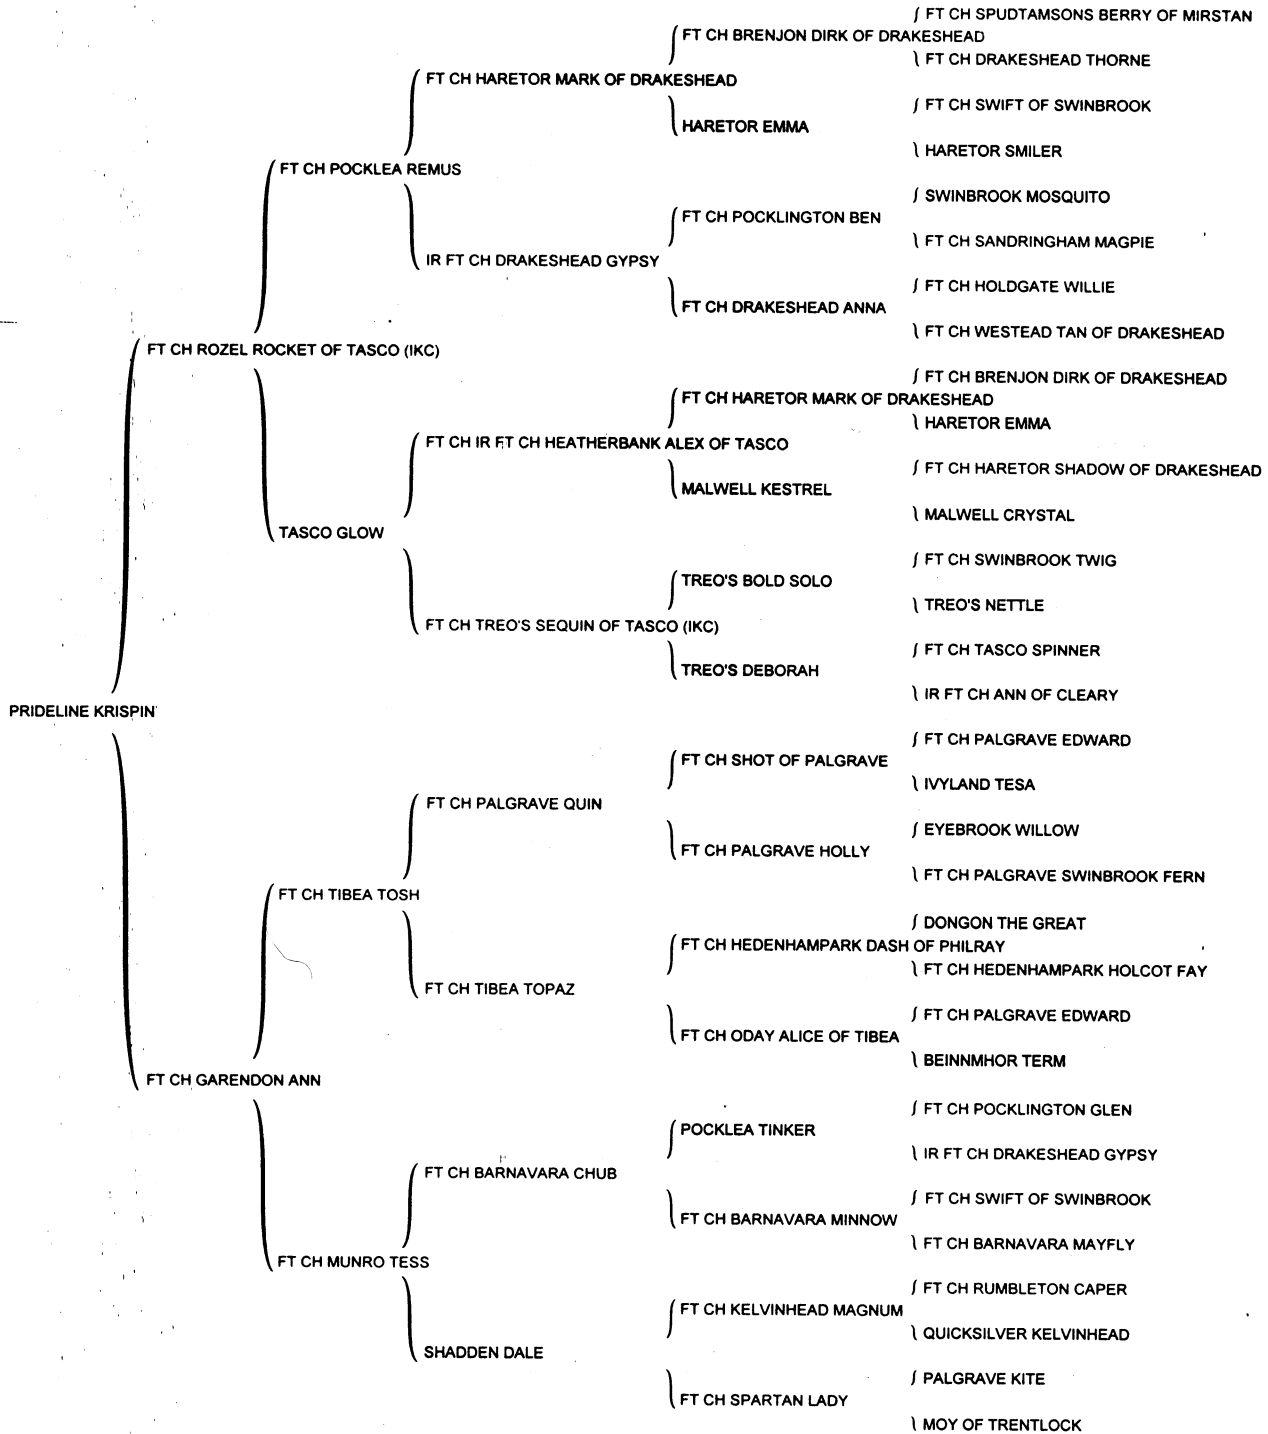 FT CH SPUDTAMSONS BERRY OF MIRSTAN
FT CH BRENJON DIRK OF DRAKESHEAD
FT CH DRAKESHEAD THORNE
FT CH HARETOR MARK OF DRAKESHEAD
FT CH SWIFT OF SWINBROOK
HARETOR EMMA
HARETOR SMILER
FT CH POCKLEA REMUS
SWINBROOK MOSQUITO
FT CH POCKLINGTON BEN
FT CH SANDRINGHAM MAGPIE
IR FT CH DRAKESHEAD GYPSY
FT CH HOLDGATE WILLIE
FT CH DRAKESHEAD ANNA
FT CH WESTEAD TAN OF DRAKESHEAD
FT CH ROZEL ROCKET OF TASCO (IKC)
FT CH BRENJON DIRK OF DRAKESHEAD
FT CH HARETOR MARK OF DRAKESHEAD
HARETOR EMMA
FT CH IR FT CH HEATHERBANK ALEX OF TASCO
FT CH HARETOR SHADOW OF DRAKESHEAD
MALWELL KESTREL
MALWELL CRYSTAL
TASCO GLOW
FT CH SWINBROOK TWIG
TREO'S BOLD SOLO
TREO'S NETTLE
FT CH TREO'S SEQUIN OF TASCO (IKC)
FT CH TASCO SPINNER
TREO'S DEBORAH
IR FT CH ANN OF CLEARY
PRIDELINE KRISPIN
FT CH PALGRAVE EDWARD
FT CH SHOT OF PALGRAVE
IVYLAND TESA
FT CH PALGRAVE QUIN
EYEBROOK WILLOW
FT CH PALGRAVE HOLLY
FT CH PALGRAVE SWINBROOK FERN
FT CH TIBEA TOSH
DONGON THE GREAT
FT CH HEDENHAMPARK DASH OF PHILRAY
FT CH HEDENHAMPARK HOLCOT FAY
FT CH TIBEA TOPAZ
FT CH PALGRAVE EDWARD
FT CH ODAY ALICE OF TIBEA
BEINNMHOR TERM
FT CH GARENDON ANN
FT CH POCKLINGTON GLEN
POCKLEA TINKER
IR FT CH DRAKESHEAD GYPSY
FT CH BARNAVARA CHUB
FT CH SWIFT OF SWINBROOK
FT CH BARNAVARA MINNOW
FT CH BARNAVARA MAYFLY
FT CH MUNRO TESS
FT CH RUMBLETON CAPER
FT CH KELVINHEAD MAGNUM
QUICKSILVER KELVINHEAD
SHADDEN DALE
PALGRAVE KITE
FT CH SPARTAN LADY
MOY OF TRENTLOCK